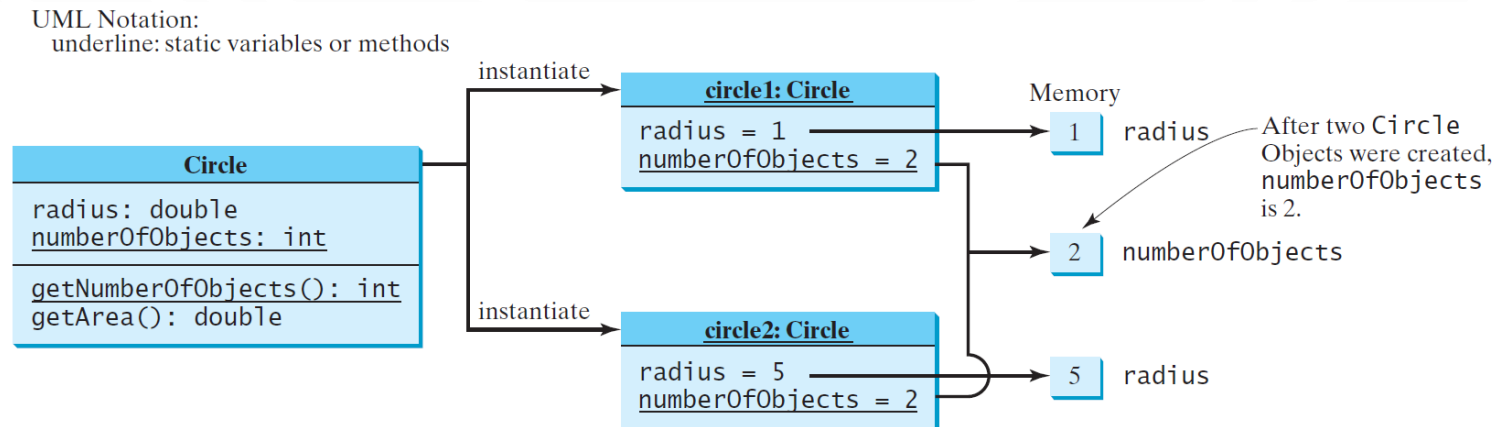 UML Notation:
underline: static variables or methods
Circle
radius: double
numberOfObjects: int
getNumberOfObjects(): int
getArea(): double
instantiate
circle1: Circle
radius = 1
numberOfObjects = 2
instantiate
circle2: Circle
radius = 5
numberOfObjects = 2
Memory
1 radius
2 numberOfObjects
5 radius
After two Circle
Objects were created,
numberOfObjects
is 2.